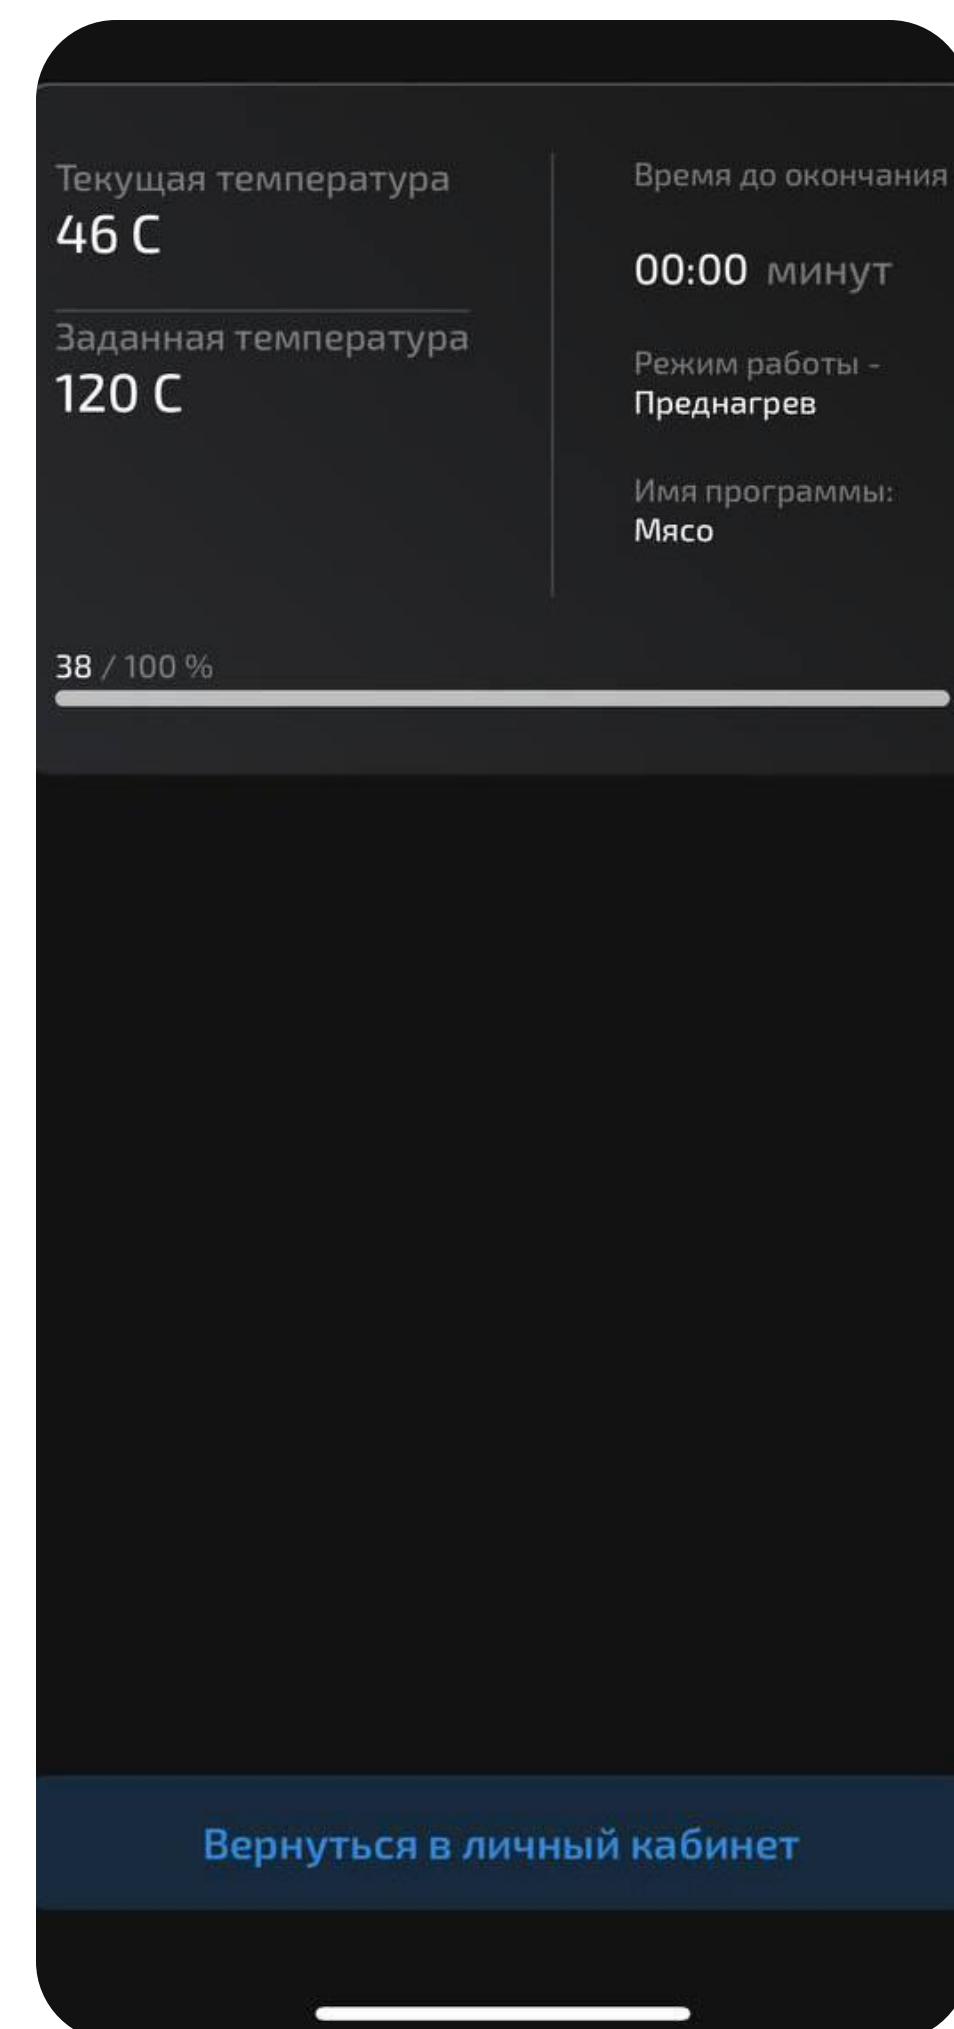 Текущая температура
46 C
Заданная температура
120 C
Время до окончания
00:00 минут
Режим работы -
Преднагрев
Имя программы:
Мясо
38 / 100 %
Вернуться в личный кабинет